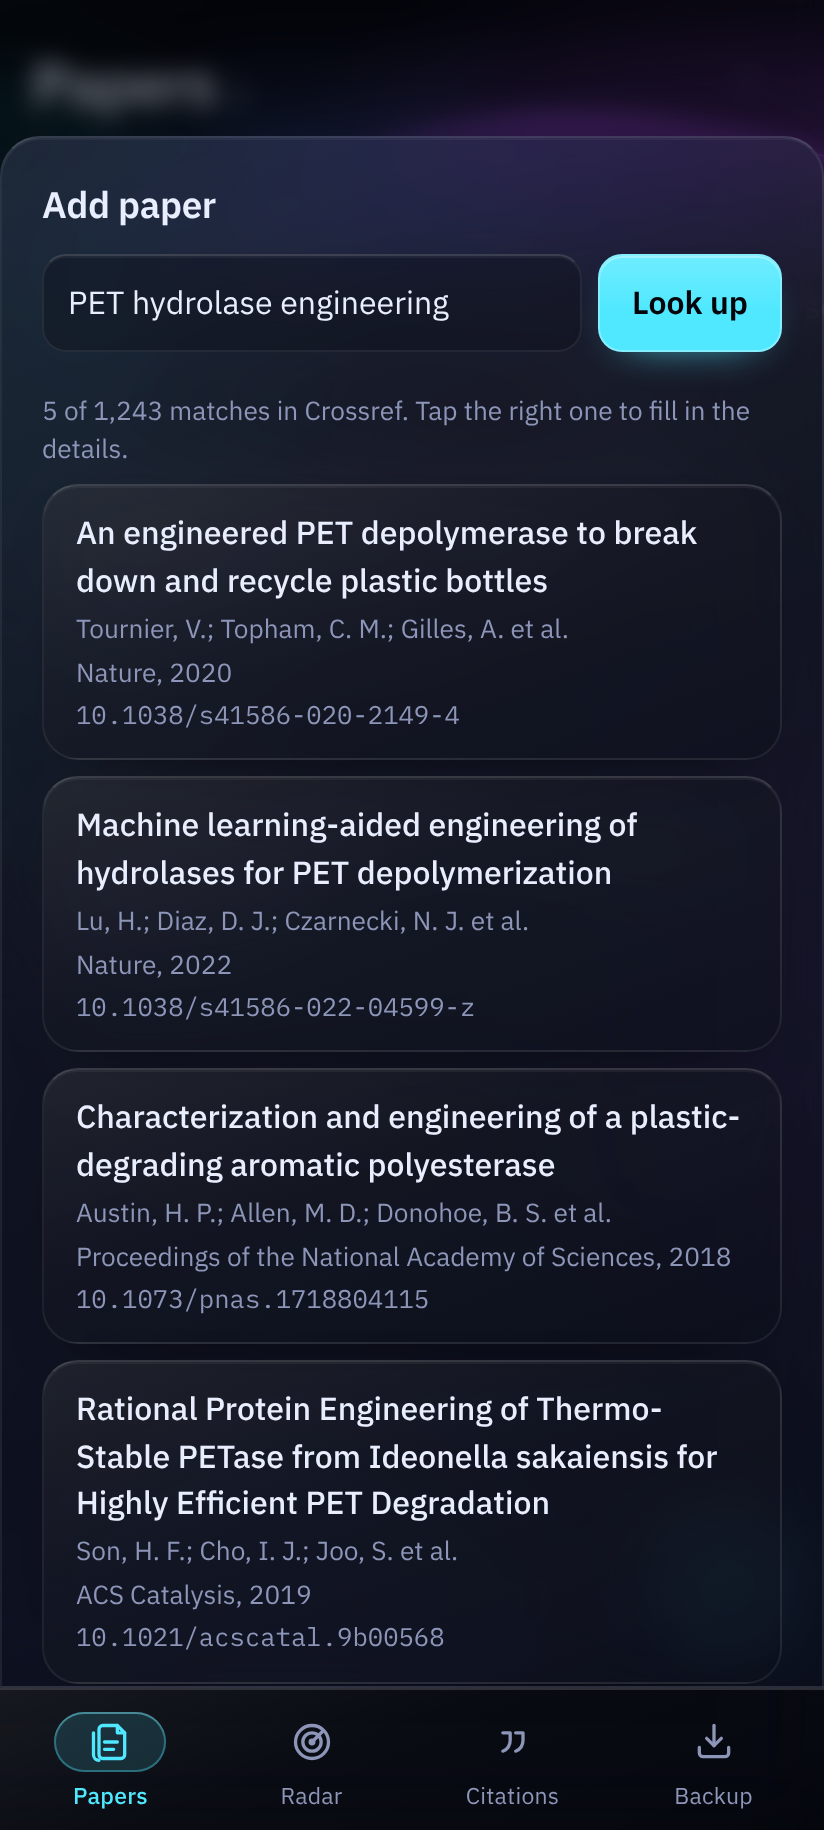 Papers
Add paper
PET hydrolase engineering
Look up
5 of 1,243 matches in Crossref. Tap the right one to fill in the
details.
An engineered PET depolymerase to break
down and recycle plastic bottles
Tournier, V.; Topham, C. M.; Gilles, A. et al.
Nature, 2020
10.1038/s41586-020-2149-4
Machine learning-aided engineering of
hydrolases for PET depolymerization
Lu, H.; Diaz, D. J.; Czarnecki, N. J. et al.
Nature, 2022
10.1038/s41586-022-04599-z
Characterization and engineering of a plastic-
degrading aromatic polyesterase
Austin, H. P.; Allen, M. D.; Donohoe, B. S. et al.
Proceedings of the National Academy of Sciences, 2018
10.1073/pnas.1718804115
Rational Protein Engineering of Thermo-
Stable PETase from Ideonella sakaiensis for
Highly Efficient PET Degradation
Son, H. F.; Cho, I. J.; Joo, S. et al.
ACS Catalysis, 2019
10.1021/acscatal.9b00568
Papers
Radar
Citations
Backup